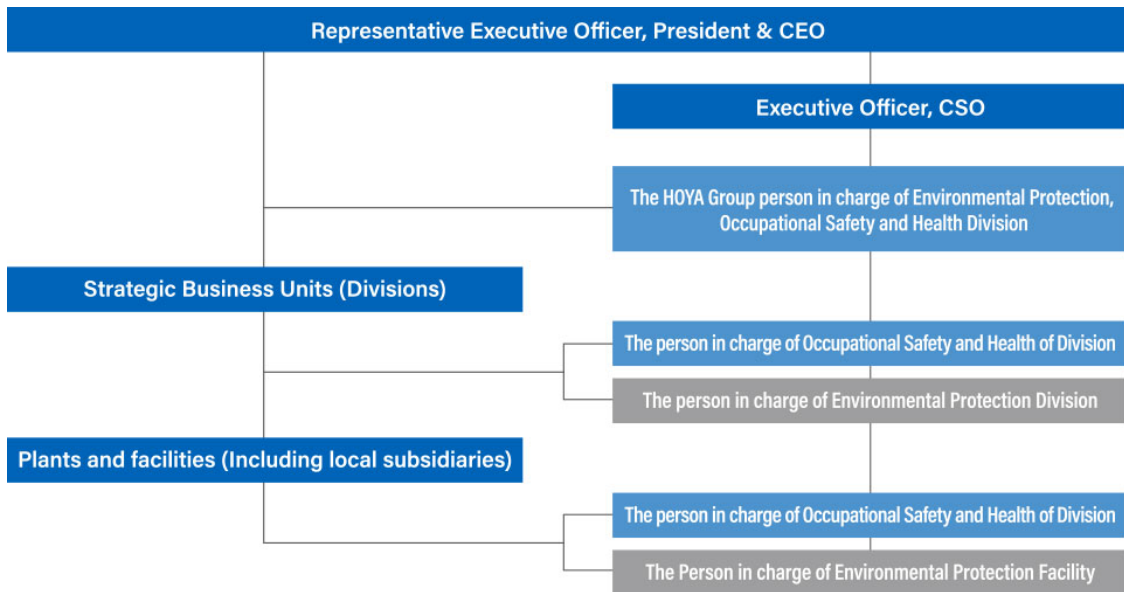 Representative Executive Officer, President & CEO
Executive Officer, CSO
The HOYA Group person in charge of Environmental Protection,
Occupational Safety and Health Division
Strategic Business Units (Divisions)
The person in charge of Occupational Safety and Health of Division
The person in charge of Environmental Protection Division
Plants and facilities (Including local subsidiaries)
The person in charge of Occupational Safety and Health of Division
The Person in charge of Environmental Protection Facility